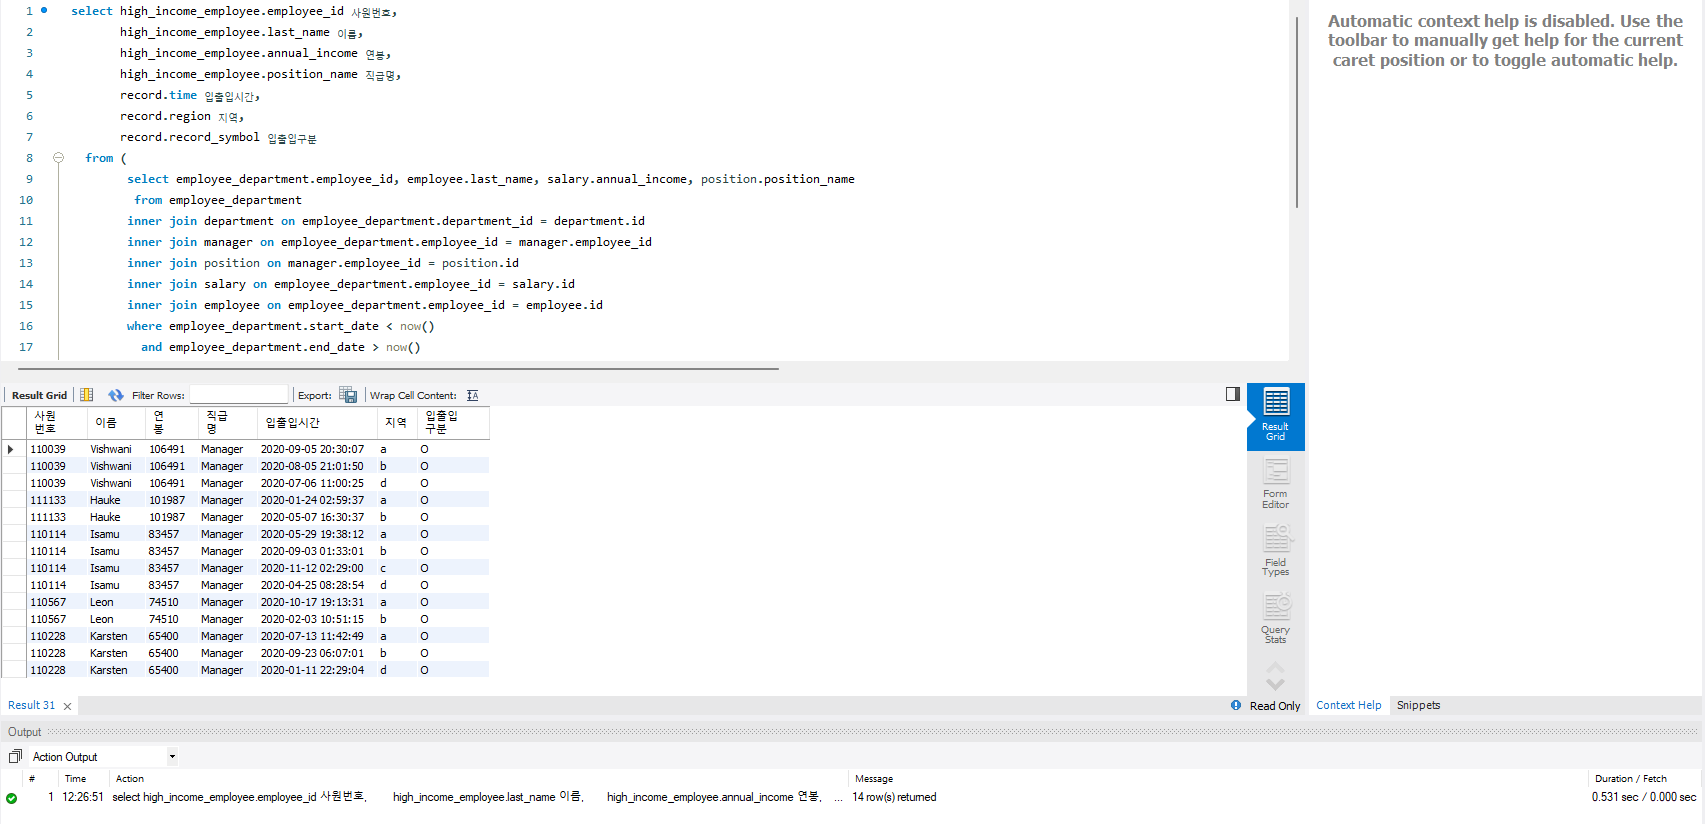 1 select high_income_employee.employee_id 사원번호,
2 high_income_employee.last_name 이름,
3 high_income_employee.annual_income 연봉,
4 high_income_employee.position_name 직급명,
5 record.time 입출입시간,
6 record.region 지역,
7 record.record_symbol 입출입구분
8 from (
9 select employee_department.employee_id, employee.last_name, salary.annual_income, position.position_name
10 from employee_department
11 inner join department on employee_department.department_id = department.id
12 inner join manager on employee_department.employee_id = manager.employee_id
13 inner join position on manager.employee_id = position.id
14 inner join salary on employee_department.employee_id = salary.id
15 inner join employee on employee_department.employee_id = employee.id
16 where employee_department.start_date < now()
17 and employee_department.end_date > now()
Automatic context help is disabled. Use the
toolbar to manually get help for the current
caret position or to toggle automatic help.
Result Grid Filter Rows: Export: Wrap Cell Content:
사원번호 이름 연봉 직급명 입출입시간 지역 입출입구분
110039 Vishwani 106491 Manager 2020-09-05 20:30:07 a O
110039 Vishwani 106491 Manager 2020-08-05 21:01:50 b O
110039 Vishwani 106491 Manager 2020-07-06 11:00:25 d O
111133 Hauke 101987 Manager 2020-01-24 02:59:37 a O
111133 Hauke 101987 Manager 2020-05-07 16:30:37 b O
110114 Isamu 83457 Manager 2020-05-29 19:38:12 a O
110114 Isamu 83457 Manager 2020-09-03 01:33:01 b O
110114 Isamu 83457 Manager 2020-11-12 02:29:00 c O
110114 Isamu 83457 Manager 2020-04-25 08:28:54 d O
110567 Leon 74510 Manager 2020-10-17 19:13:31 a O
110567 Leon 74510 Manager 2020-02-03 10:51:15 b O
110228 Karsten 65400 Manager 2020-07-13 11:42:49 a O
110228 Karsten 65400 Manager 2020-09-23 06:07:01 b O
110228 Karsten 65400 Manager 2020-01-11 22:29:04 d O
Result
Grid
Form
Editor
Field
Types
Query
Stats
Result 31 Read Only Context Help Snippets
Output
Action Output
# Time Action Message Duration / Fetch
1 12:26:51 select high_income_employee.employee_id 사원번호, high_income_employee.last_name 이름, high_income_employee.annual_income 연봉, ... 14 row(s) returned 0.531 sec / 0.000 sec